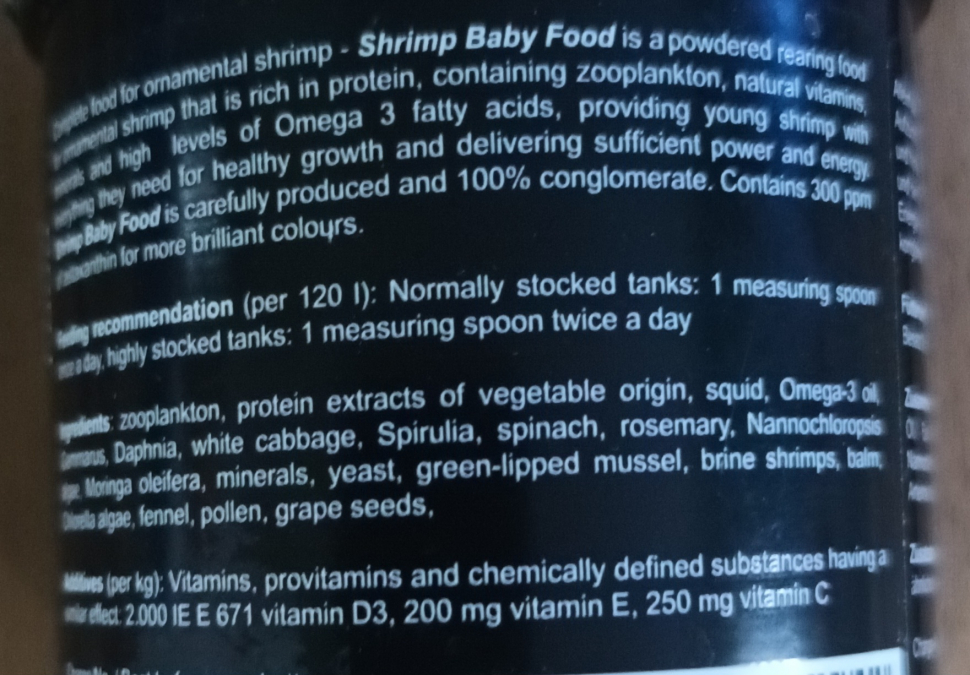 food for ornamental shrimp - Shrimp Baby Food is a powdered rearing food
ornamental shrimp that is rich in protein, containing zooplankton, natural vitamins,
and high levels of Omega 3 fatty acids, providing young shrimp with
everything they need for healthy growth and delivering sufficient power and energy.
Shrimp Baby Food is carefully produced and 100% conglomerate. Contains 300 ppm
astaxanthin for more brilliant colours.
recommendation (per 120 l): Normally stocked tanks: 1 measuring spoon
a day, highly stocked tanks: 1 measuring spoon twice a day
Ingredients: zooplankton, protein extracts of vegetable origin, squid, Omega-3 oil,
Daphnia, white cabbage, Spirulia, spinach, rosemary, Nannochloropsis
Moringa oleifera, minerals, yeast, green-lipped mussel, brine shrimps, balm,
Chlorella algae, fennel, pollen, grape seeds,
Additives (per kg): Vitamins, provitamins and chemically defined substances having a
effect: 2.000 IE E 671 vitamin D3, 200 mg vitamin E, 250 mg vitamin C